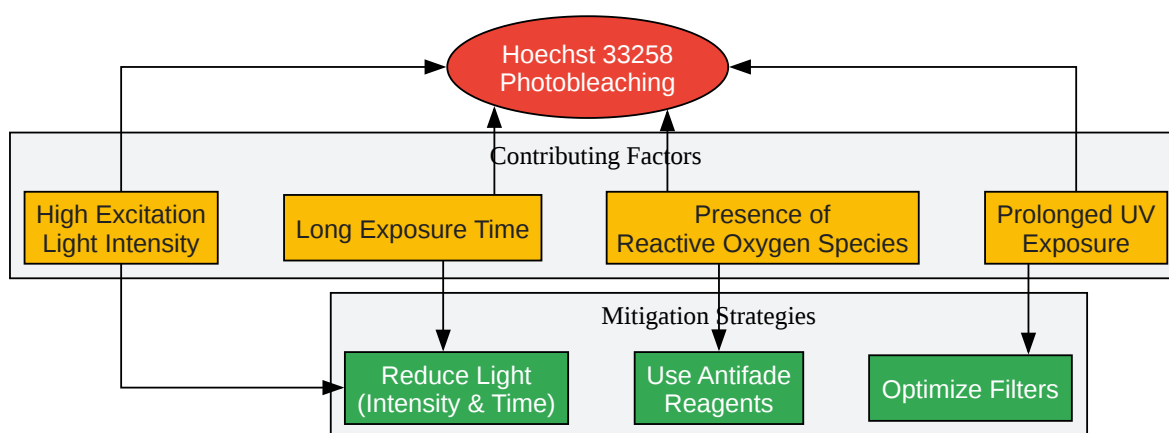 Hoechst 33258
Photobleaching
Contributing Factors
High Excitation
Light Intensity
Long Exposure Time
Presence of
Reactive Oxygen Species
Prolonged UV
Exposure
Mitigation Strategies
Reduce Light
(Intensity & Time)
Use Antifade
Reagents
Optimize Filters